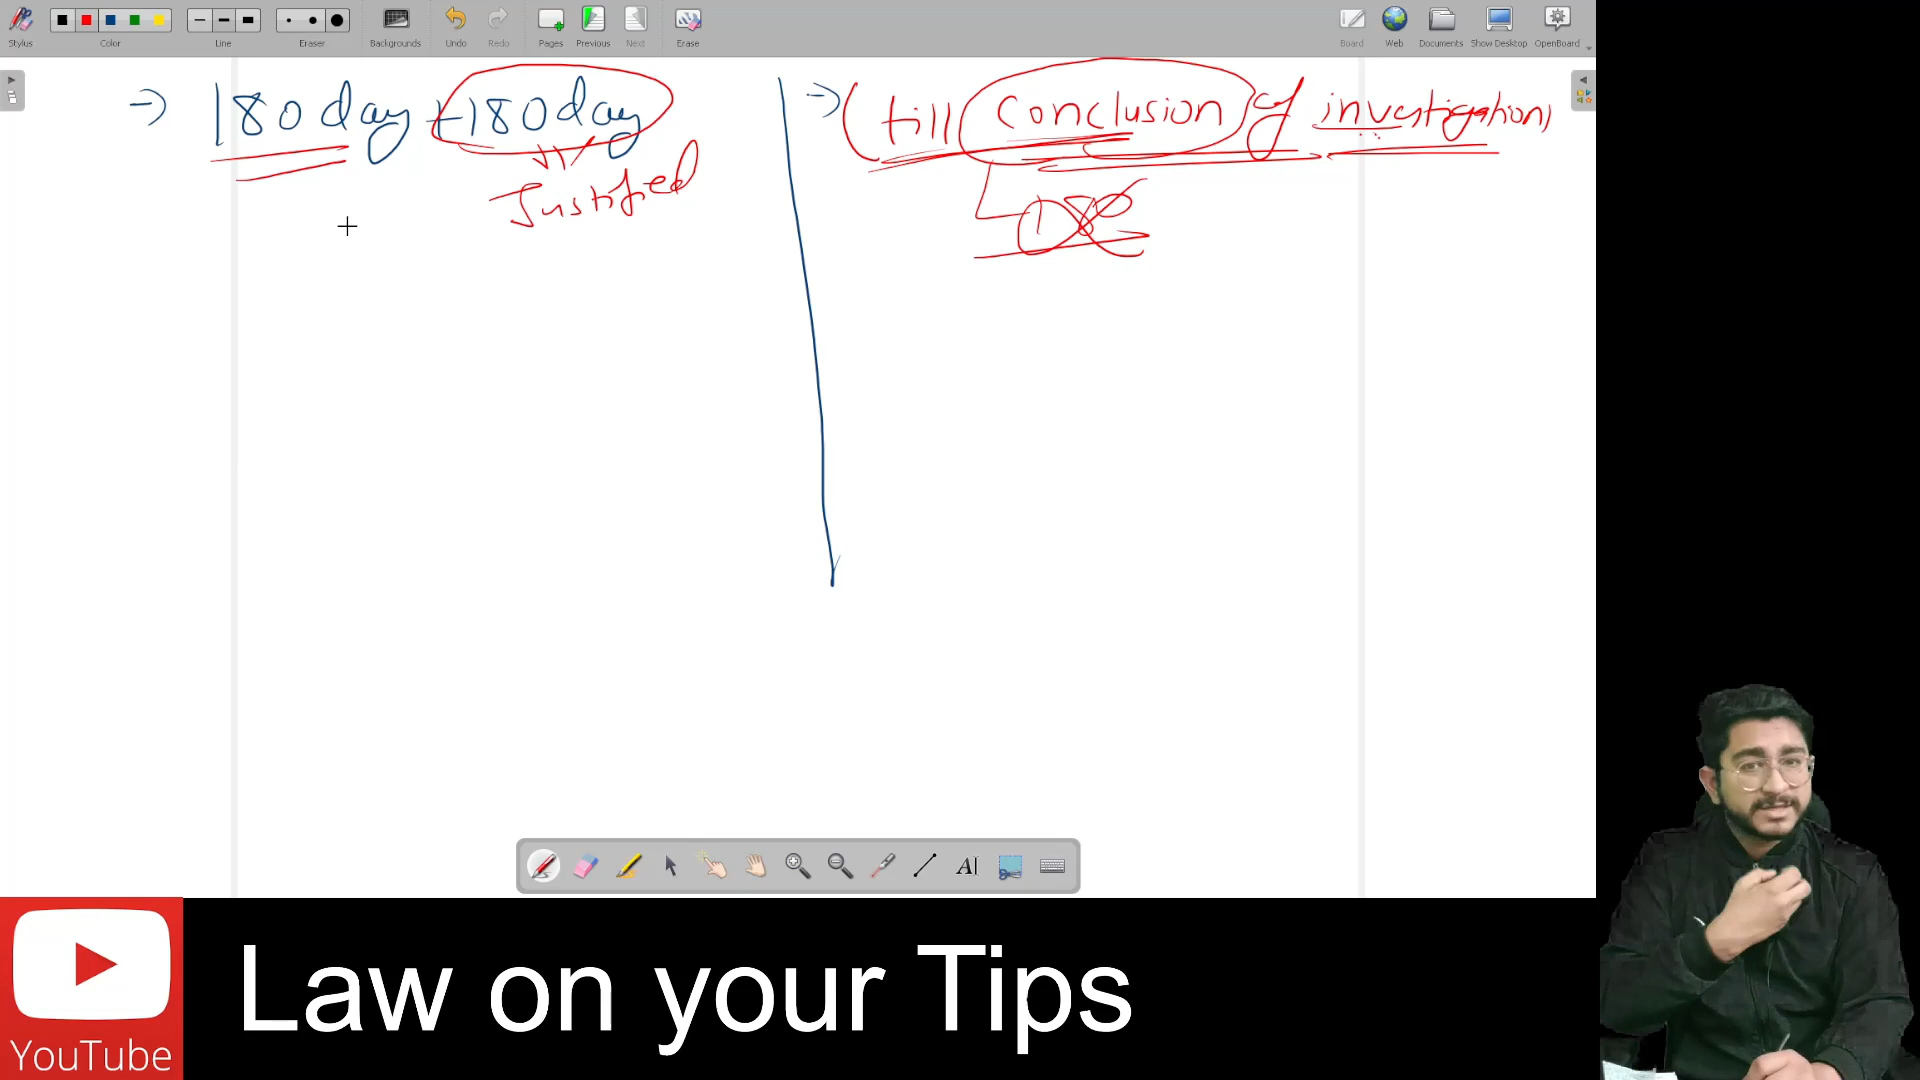 Stylus
Color
Line
Eraser
Backgrounds
Undo
Redo
Pages
Previous
Next
Erase
Board
Web
Documents
Show Desktop
OpenBoard
→ 180 day + 180 day
Justified
→ (till conclusion of investigation)
180
A
YouTube
Law on your Tips